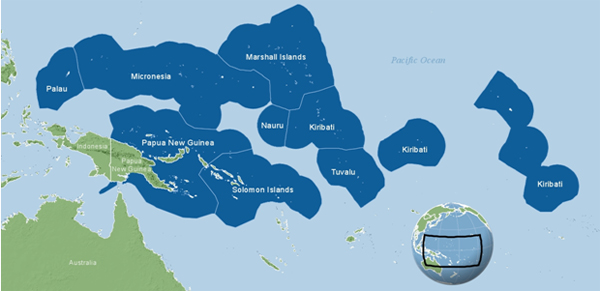 Marshall Islands
Pacific Ocean
Micronesia
Palau
Nauru
Kiribati
Indonesia
Papua New Guinea
Kiribati
Papua
New Guinea
Tuvalu
Kiribati
Solomon Islands
Australia